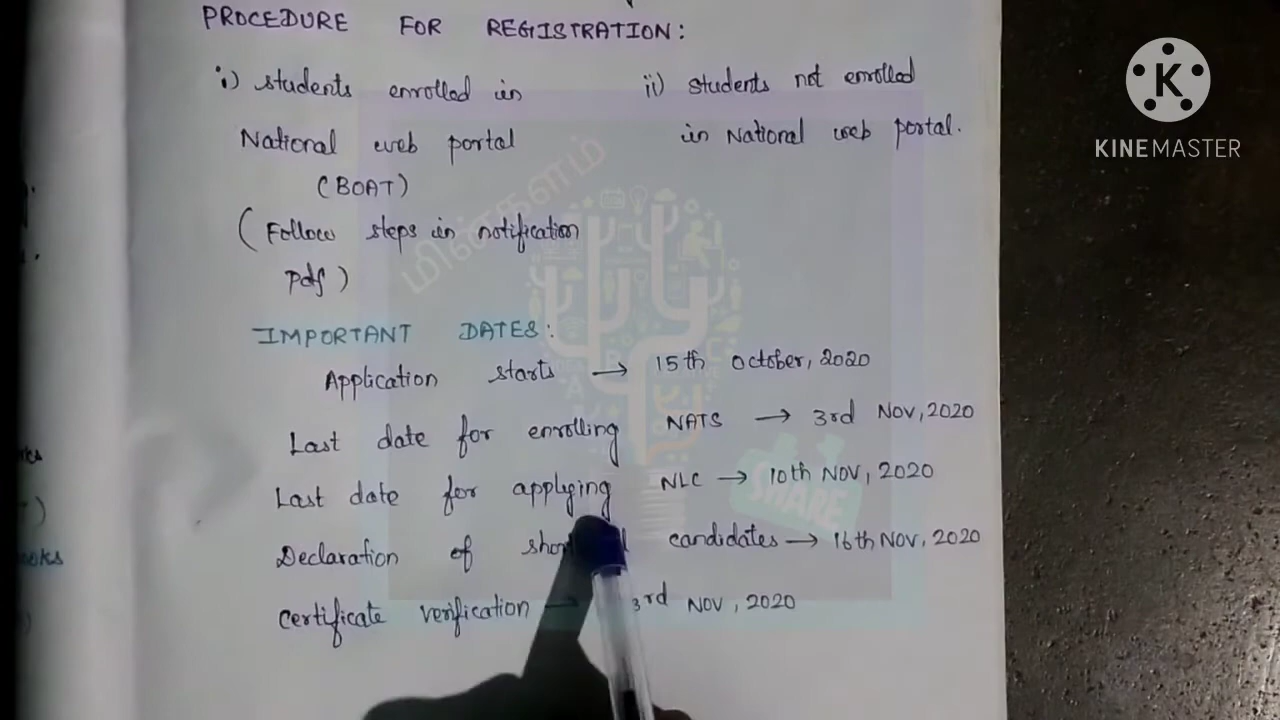 PROCEDURE FOR REGISTRATION:
i) students enrolled in
National web portal
(BOAT)
(Follow steps in notification
pdf)
ii) students not enrolled
in National web portal.
IMPORTANT DATES:
Application starts → 15th October, 2020
Last date for enrolling NATS → 3rd Nov, 2020
Last date for applying NLC → 10th NOV, 2020
Declaration of candidates → 16th NOV, 2020
Certificate verification → NOV, 2020
KINEMASTER
K
மின்களம்
SHARE